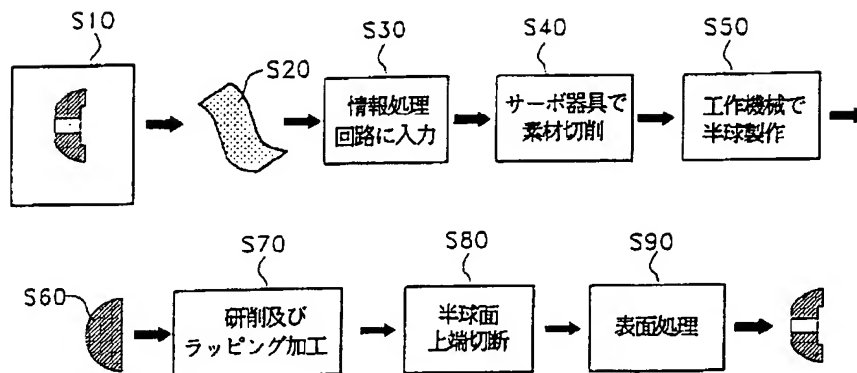 S10
S20
S30
情報処理
回路に入力
S40
サーボ器具で
素材切削
S50
工作機械で
半球製作
S60
S70
研削及び
ラッピング加工
S80
半球面
上端切断
S90
表面処理